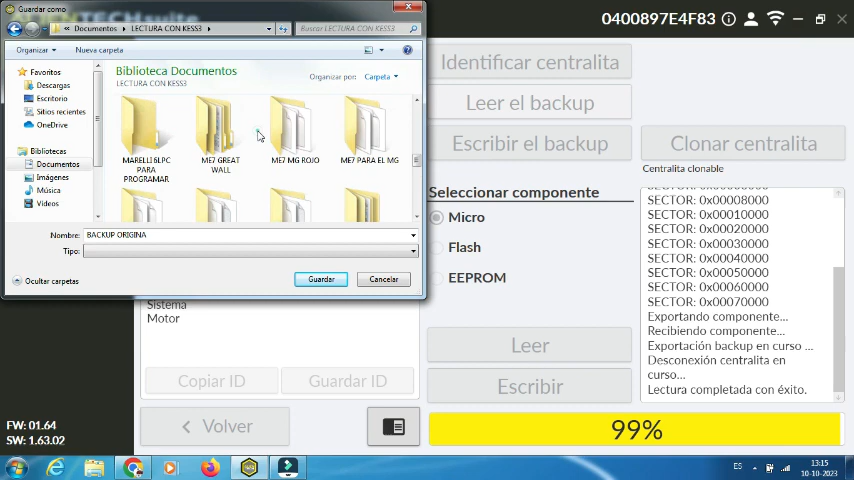 Guardar como
suite
0400897E4F83
Documentos
LECTURA CON KESS3
Buscar LECTURA CON KESS3
Organizar
Nueva carpeta
Favoritos
Descargas
Escritorio
Sitios recientes
OneDrive
Bibliotecas
Documentos
Imágenes
Música
Vídeos
Biblioteca Documentos
LECTURA CON KESS3
Organizar por:
Carpeta
MARELLI 6LPC
PARA
PROGRAMAR
ME7 GREAT
WALL
ME7 MG ROJO
ME7 PARA EL MG
Nombre:
BACKUP ORIGINA
Tipo:
Ocultar carpetas
Guardar
Cancelar
Identificar centralita
Leer el backup
Escribir el backup
Clonar centralita
Centralita clonable
Seleccionar componente
Micro
Flash
EEPROM
SECTOR: 0x00008000
SECTOR: 0x00010000
SECTOR: 0x00020000
SECTOR: 0x00030000
SECTOR: 0x00040000
SECTOR: 0x00050000
SECTOR: 0x00060000
SECTOR: 0x00070000
Exportando componente...
Recibiendo componente...
Exportación backup en curso ...
Desconexión centralita en
curso...
Lectura completada con éxito.
Sistema
Motor
Leer
Copiar ID
Guardar ID
Escribir
Volver
99%
FW: 01.64
SW: 1.63.02
ES
13:15
10-10-2023